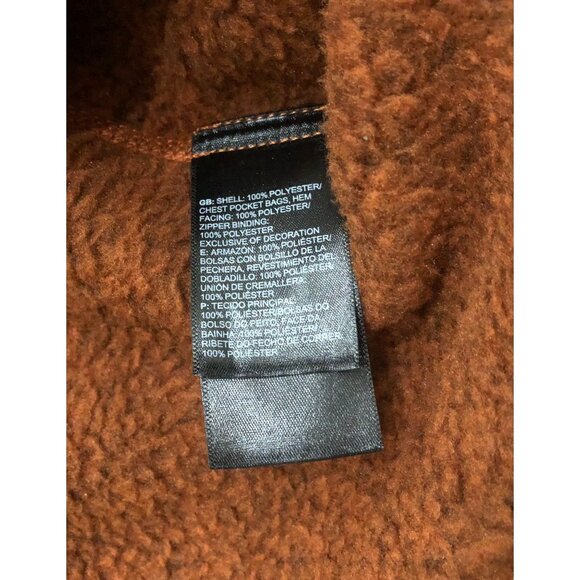 GB: SHELL: 100% POLYESTER/
CHEST POCKET BAGS, HEM
FACING: 100% POLYESTER/
ZIPPER BINDING:
100% POLYESTER
EXCLUSIVE OF DECORATION
E: ARMAZÓN: 100% POLIÉSTER/
BOLSAS CON BOLSILLO DE LA
PECHERA, REVESTIMIENTO DEL
DOBLADILLO: 100% POLIÉSTER/
UNIÓN DE CREMALLERA:
100% POLIÉSTER
P: TECIDO PRINCIPAL:
100% POLIÉSTER/BOLSAS DO
BOLSO DO PEITO, FACE DA
BAINHA: 100% POLIÉSTER/
RIBETE DO FECHO DE CORRER:
100% POLIÉSTER